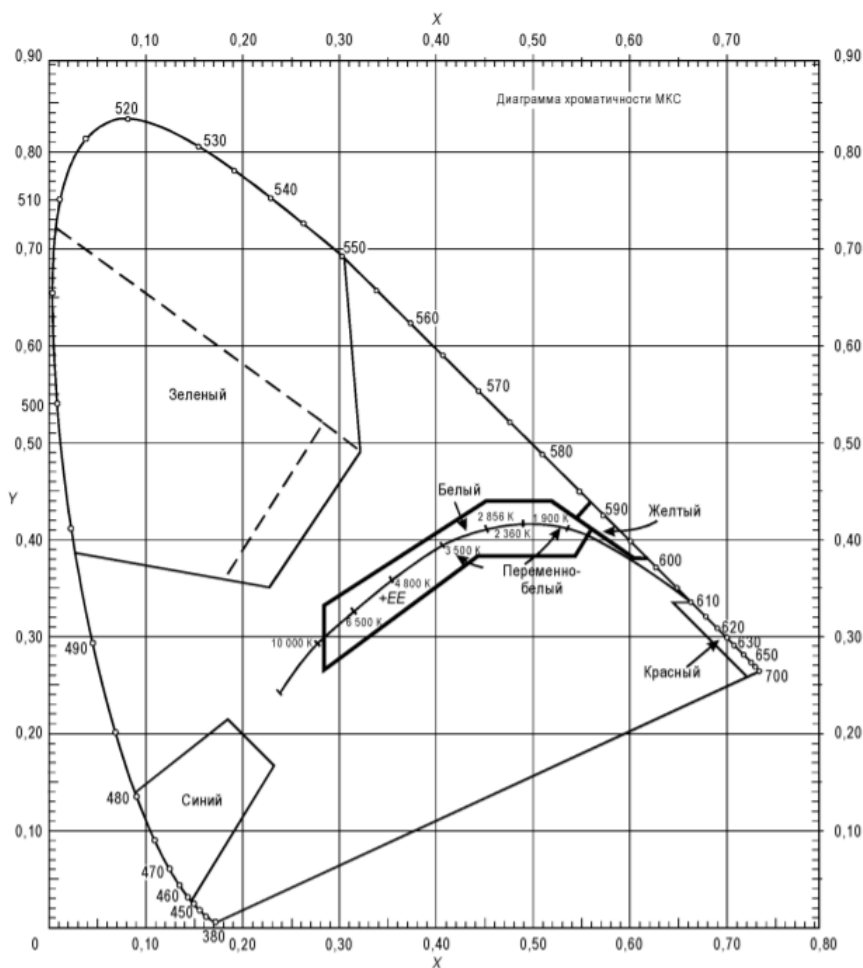 X
0,10 0,20 0,30 0,40 0,50 0,60 0,70
0,90 0,90
Диаграмма хроматичности МКС
520
0,80 530 0,80
510 540
0,70 550 0,70
0,60 560 0,60
Зеленый 570
500
0,50 580 0,50
Y Y
Белый 590 Желтый
2 856 K 1 900 K
0,40 2 360 K 0,40
3 500 K 600
4 800 K Переменно-
белый
+EE 610
6 500 K
0,30 10 000 K 620 0,30
490 630
650
Красный 700
0,20 0,20
480 Синий
0,10 0,10
470
460
450
380
0 0,10 0,20 0,30 0,40 0,50 0,60 0,70 0,80
X